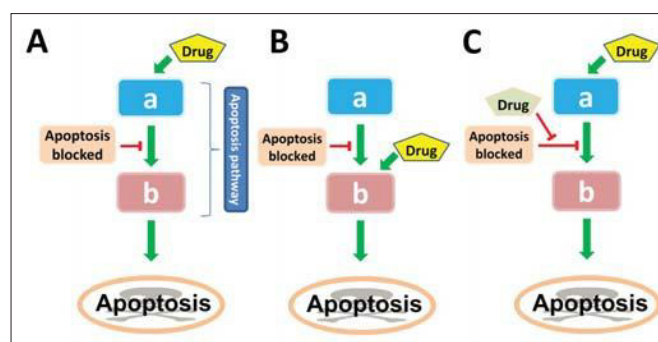 A
Drug
a
Apoptosis
blocked
b
Apoptosis pathway
Apoptosis
B
a
Apoptosis
blocked
Drug
b
Apoptosis
C
Drug
a
Drug
Apoptosis
blocked
b
Apoptosis